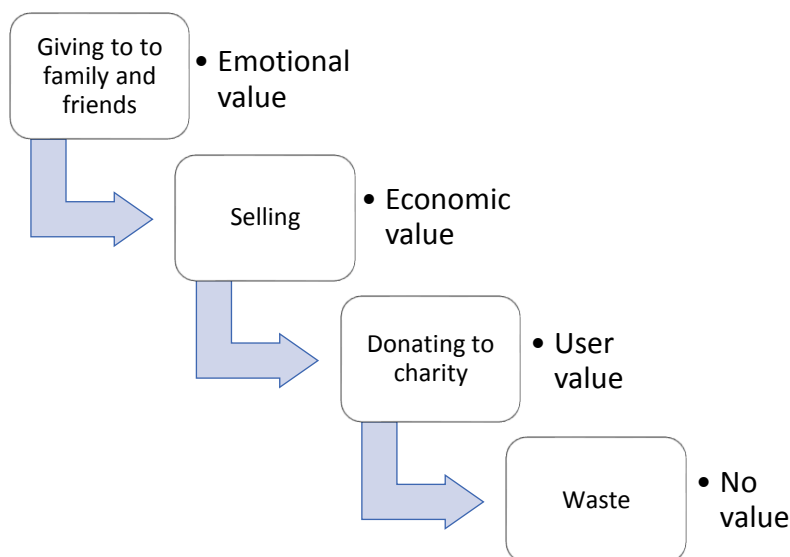 Giving to to
family and
friends
• Emotional
value
Selling
• Economic
value
Donating to
charity
• User
value
Waste
• No
value